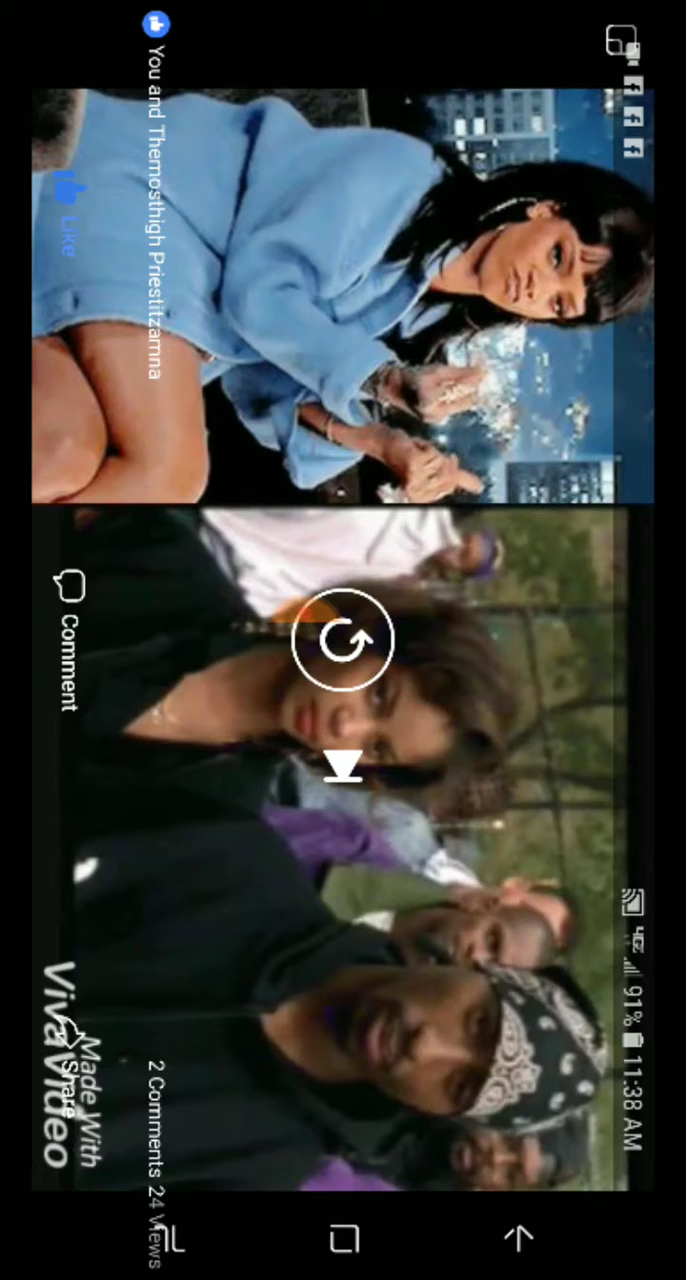 91% 11:38 AM
You and Themosthigh Priestitzamna
2 Comments 24 Views
Like
Comment
Share
Made With
VivaVideo